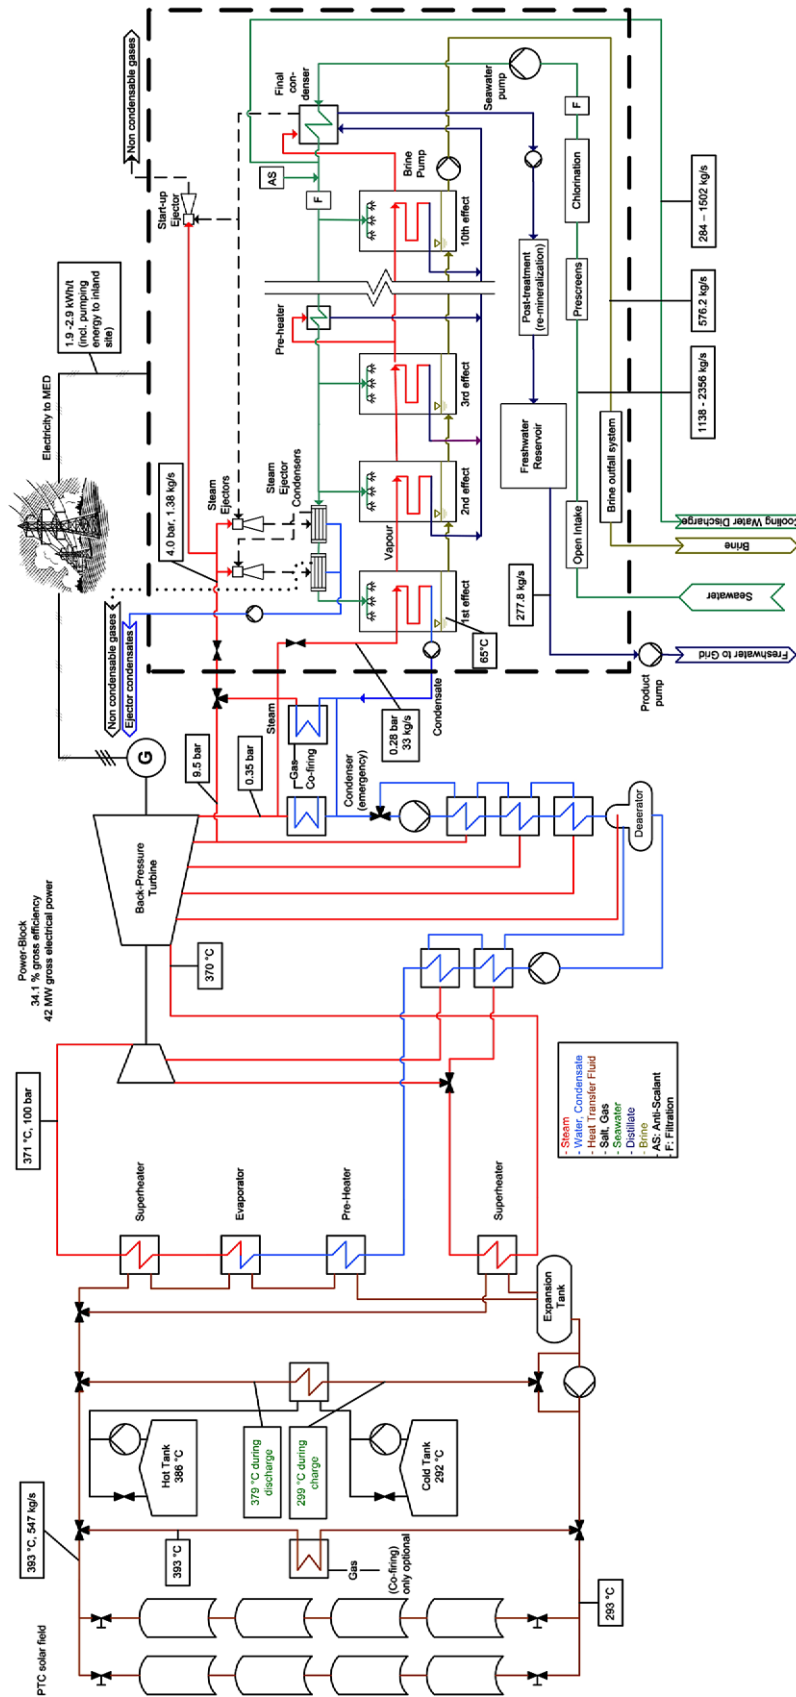 PTC solar field
393 °C, 547 kg/s
393 °C
Gas
(Co-firing)
only optional
293 °C
Hot Tank
386 °C
379 °C during
discharge
299 °C during
charge
Cold Tank
292 °C
Expansion
Tank
Superheater
Evaporator
Pre-Heater
Superheater
371 °C, 100 bar
Power-Block
34.1 % gross efficiency
42 MW gross electrical power
370 °C
Back-Pressure
Turbine
G
Deaerator
9.5 bar
0.35 bar
Gas
Co-firing
Condenser
(emergency)
Steam
0.28 bar
33 kg/s
Condensate
Non condensable gases
Ejector condensates
Electricity to MED
1.9 -2.9 kWh/t
(incl. pumping
energy to inland
site)
4.0 bar, 1.38 kg/s
Steam
Ejectors
Steam
Ejector
Condensers
Start-up
Ejector
Non condensable gases
Final con-
denser
AS
F
Pre-heater
Vapour
1st effect
2nd effect
3rd effect
10th effect
65°C
Brine
Pump
Seawater
pump
F
Chlorination
Prescreens
Open Intake
Post-treatment
(re-mineralization)
Freshwater
Reservoir
277.8 kg/s
Brine outfall system
1138 - 2356 kg/s
576.2 kg/s
284 – 1502 kg/s
Product
pump
Freshwater to Grid
Seawater
Brine
Cooling Water Discharge
- Steam
- Water, Condensate
- Heat Transfer Fluid
- Salt, Gas
- Seawater
- Distillate
- Brine
- AS: Anti-Scalant
- F: Filtration